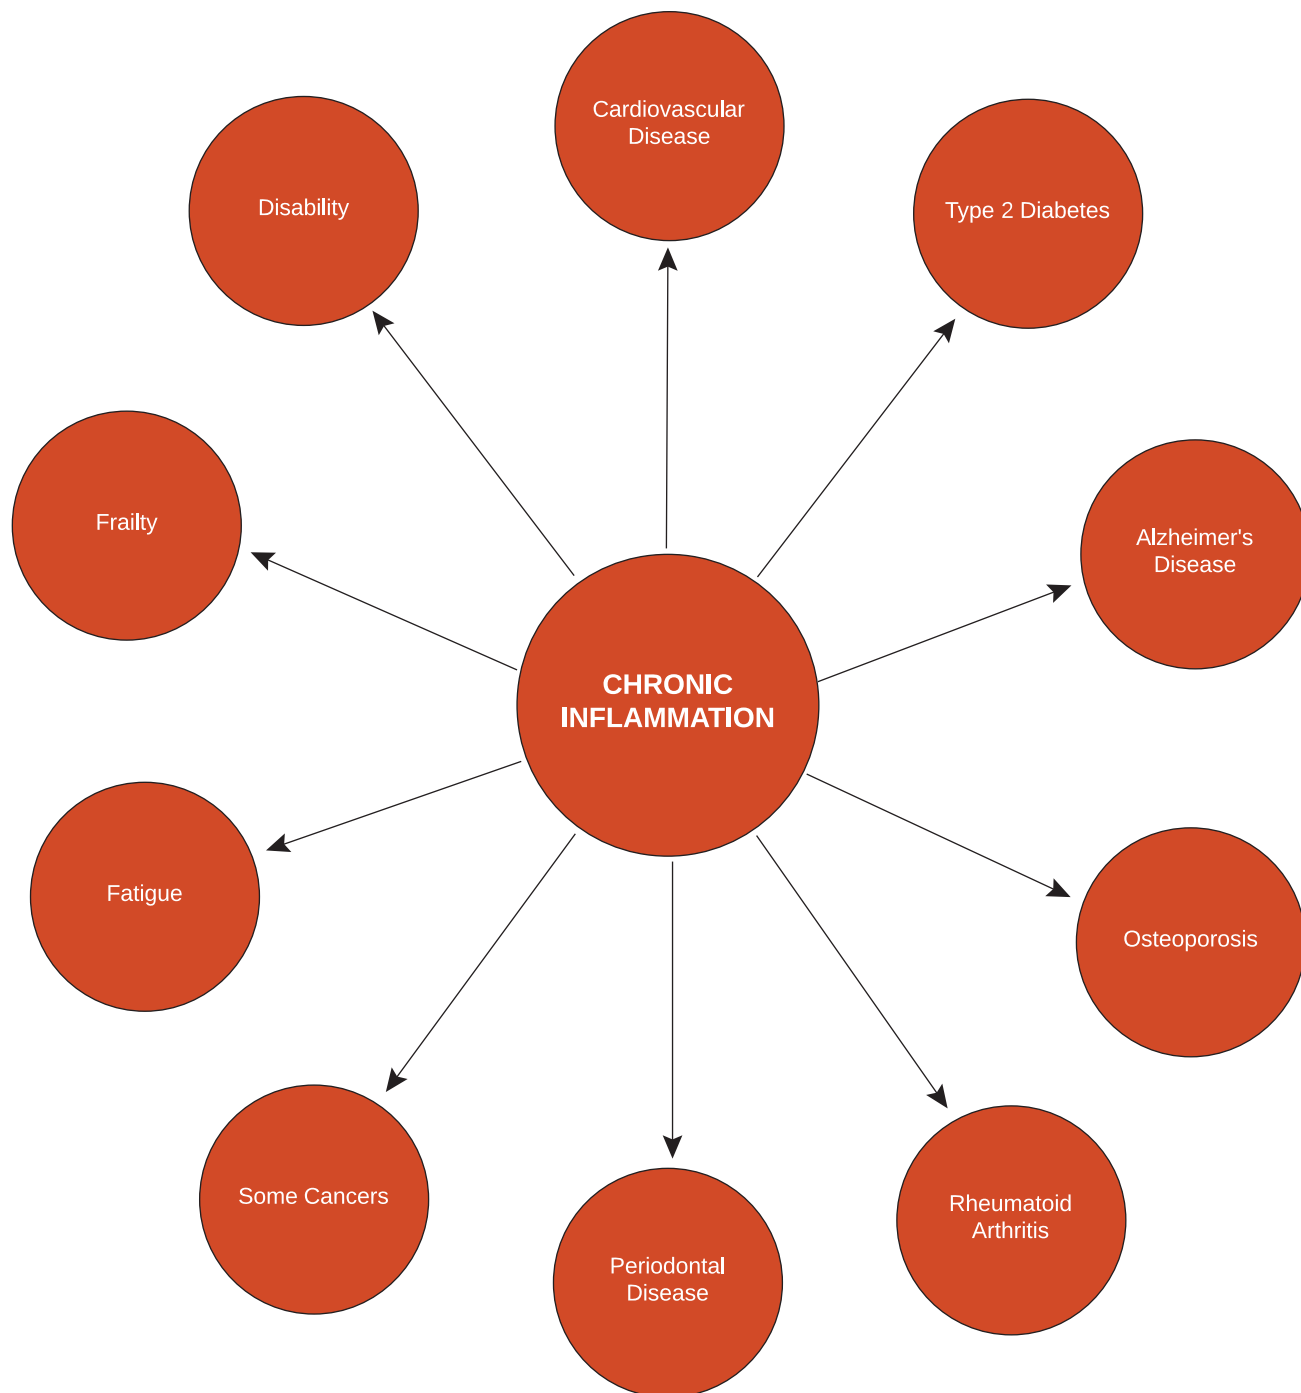 Cardiovascular
Disease
Disability
Type 2 Diabetes
Frailty
Alzheimer's
Disease
CHRONIC
INFLAMMATION
Fatigue
Osteoporosis
Some Cancers
Rheumatoid
Arthritis
Periodontal
Disease